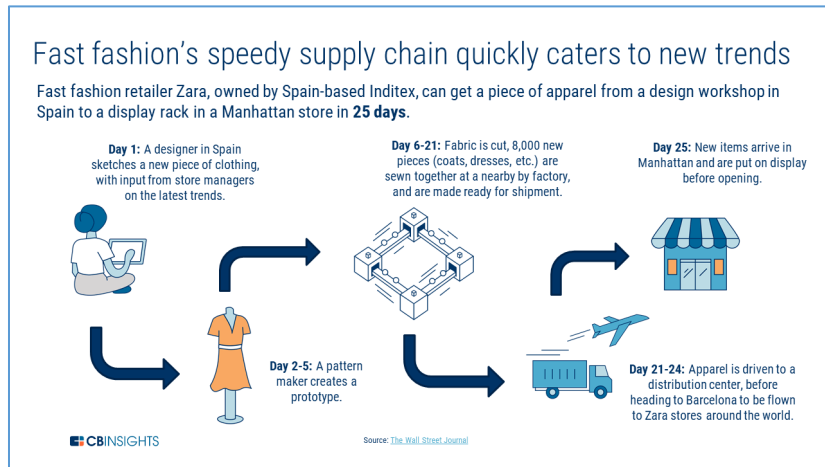 Fast fashion's speedy supply chain quickly caters to new trends
Fast fashion retailer Zara, owned by Spain-based Inditex, can get a piece of apparel from a design workshop in
Spain to a display rack in a Manhattan store in 25 days.
Day 1: A designer in Spain
sketches a new piece of clothing,
with input from store managers
on the latest trends.
Day 2-5: A pattern
maker creates a
prototype.
Day 6-21: Fabric is cut, 8,000 new
pieces (coats, dresses, etc.) are
sewn together at a nearby by factory,
and are made ready for shipment.
Day 21-24: Apparel is driven to a
distribution center, before
heading to Barcelona to be flown
to Zara stores around the world.
Day 25: New items arrive in
Manhattan and are put on display
before opening.
CBINSIGHTS
Source: The Wall Street Journal